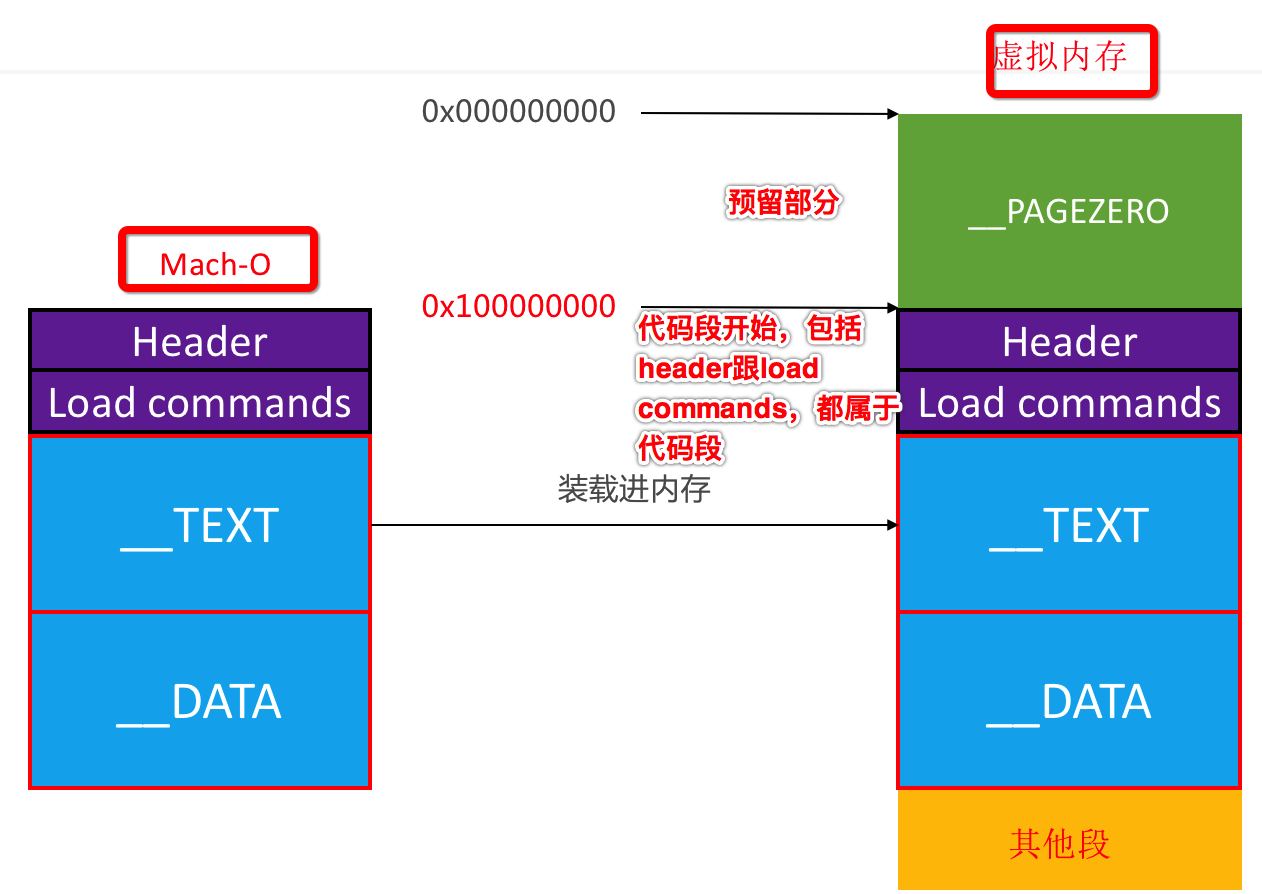 虚拟内存
0x000000000
预留部分
__PAGEZERO
Mach-O
0x100000000
代码段开始，包括
header跟load
commands，都属于
代码段
Header
Header
Load commands
Load commands
装载进内存
__TEXT
__TEXT
__DATA
__DATA
其他段